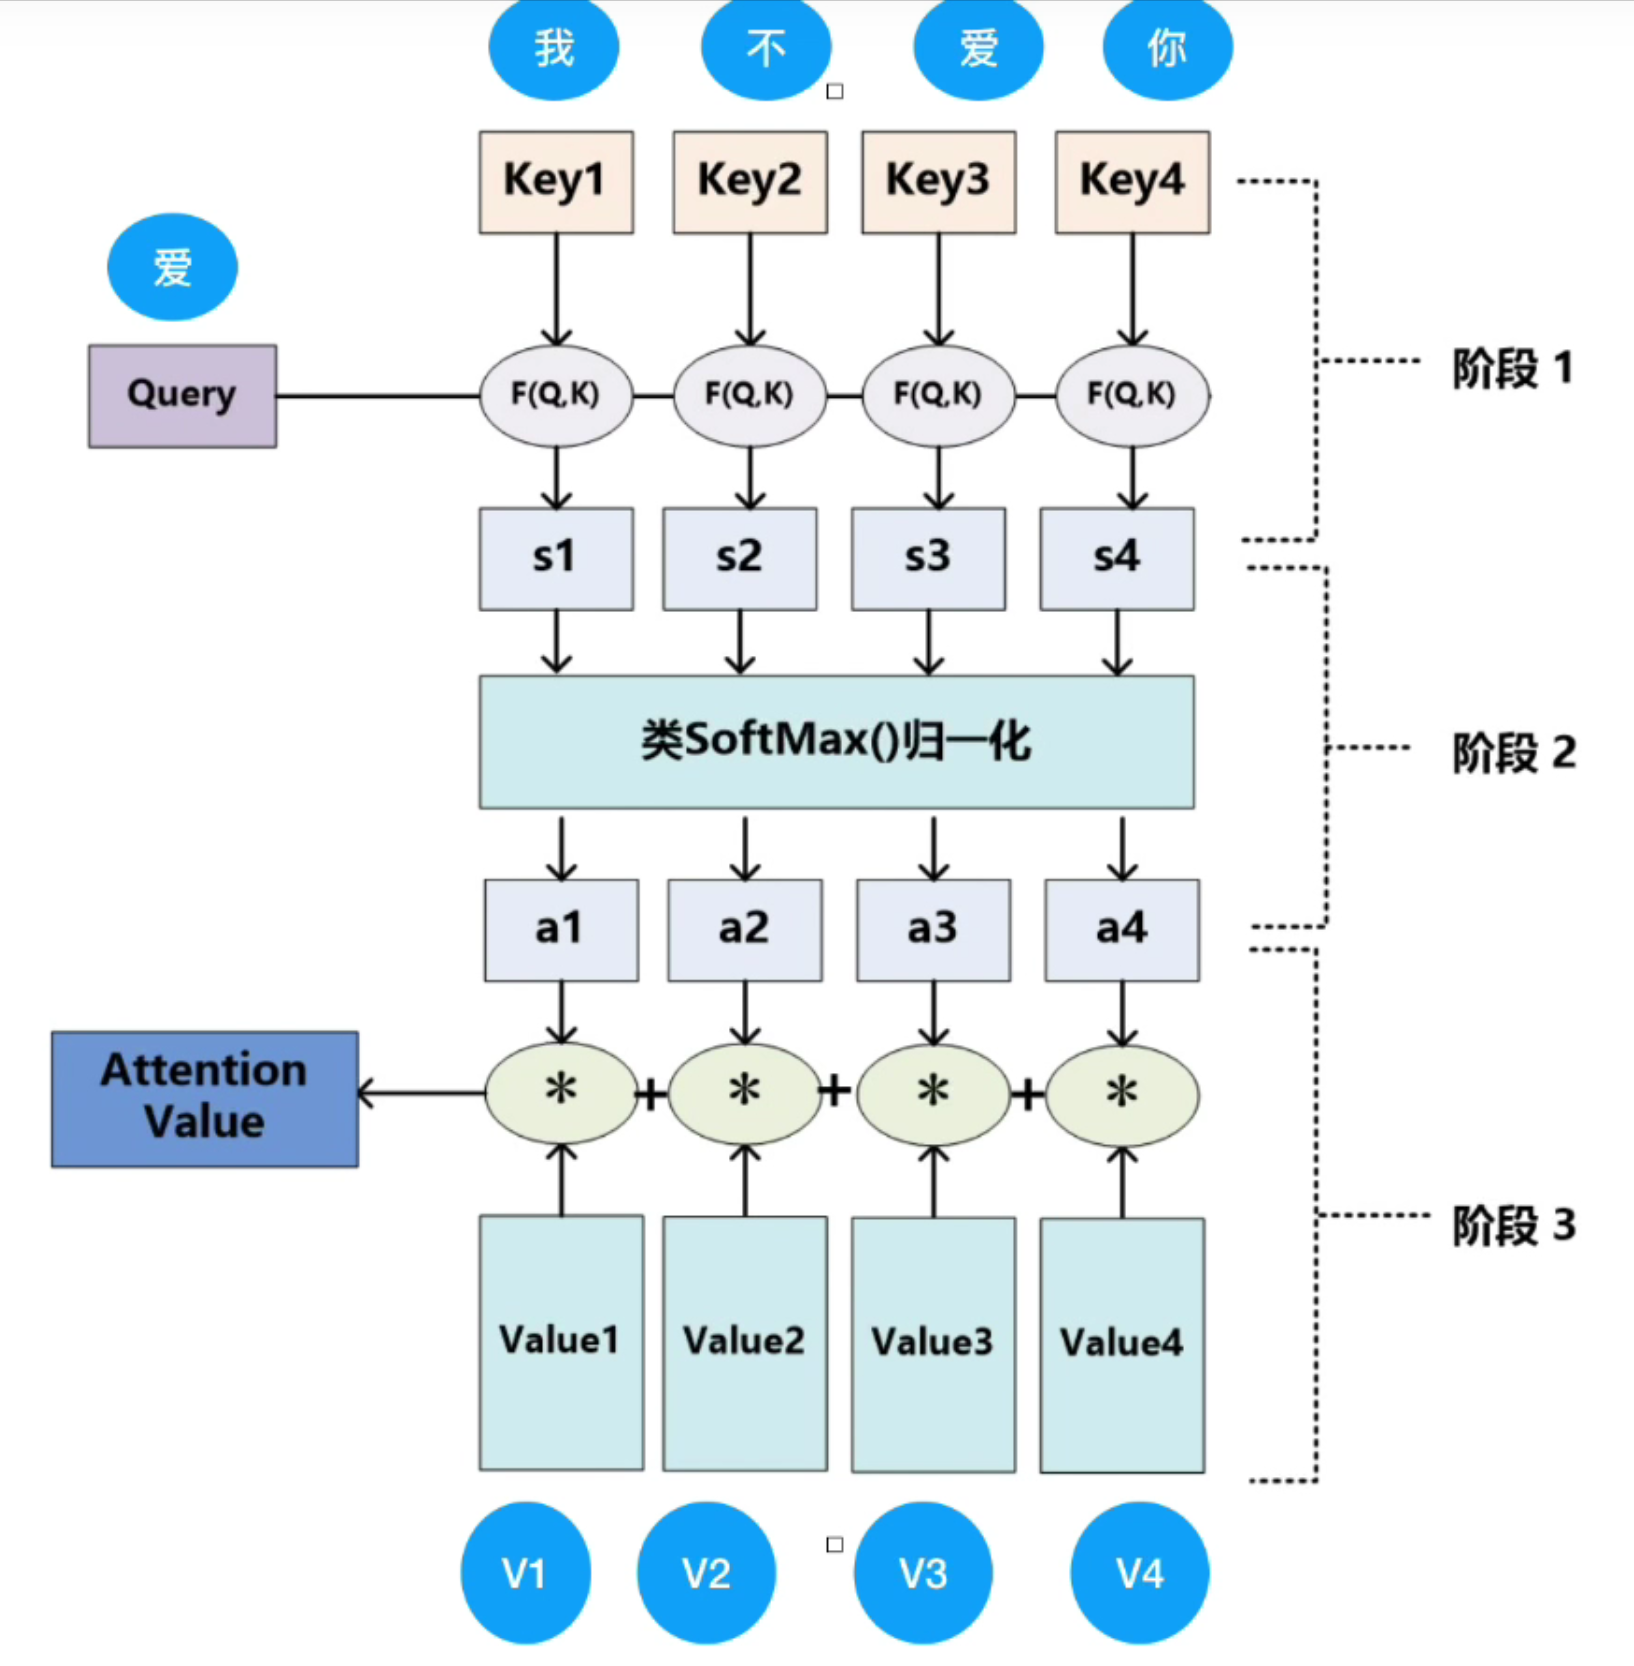 我 不 爱 你
Key1 Key2 Key3 Key4
爱
阶段 1
Query F(Q,K) F(Q,K) F(Q,K) F(Q,K)
s1 s2 s3 s4
类SoftMax()归一化
阶段 2
a1 a2 a3 a4
Attention
Value
* + * + * + *
阶段 3
Value1 Value2 Value3 Value4
V1 V2 V3 V4